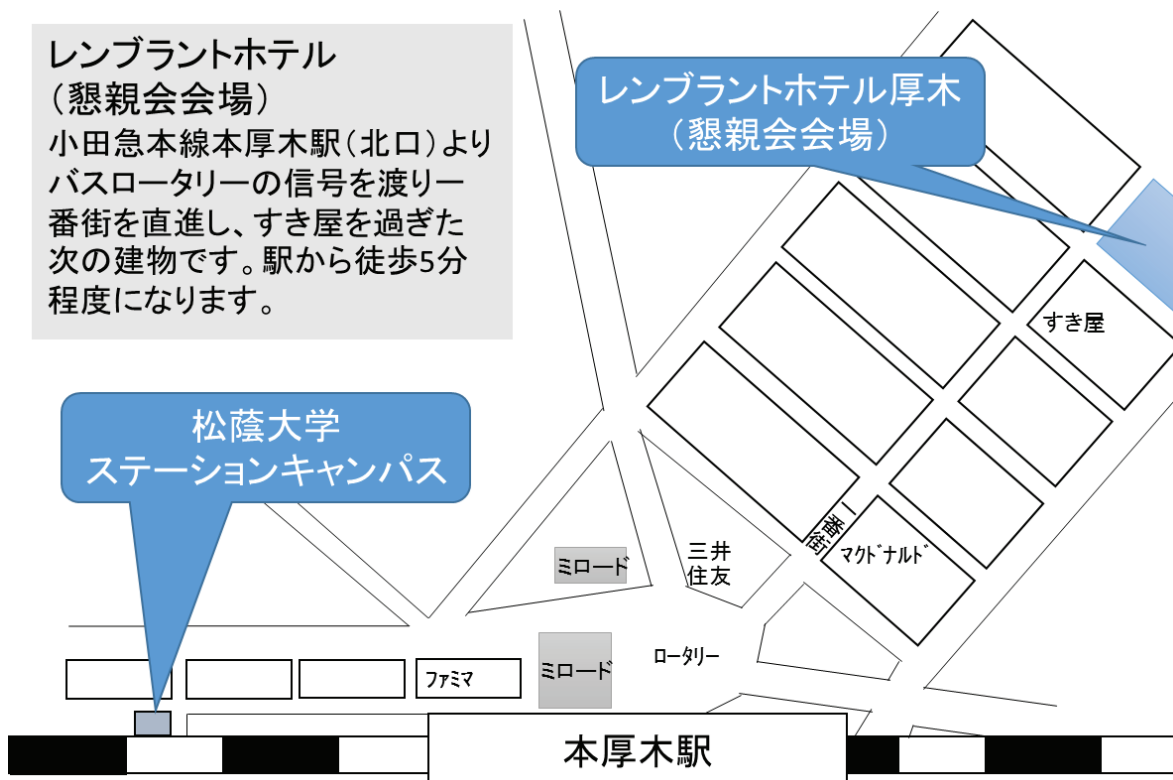 レンブラントホテル
（懇親会会場）
小田急本線本厚木駅（北口）より
バスロータリーの信号を渡り一
番街を直進し、すき屋を過ぎた
次の建物です。駅から徒歩5分
程度になります。
レンブラントホテル厚木
（懇親会会場）
すき屋
松蔭大学
ステーションキャンパス
一番街
マクドナルド
三井
住友
ミロード
ロータリー
ミロード
ファミマ
本厚木駅